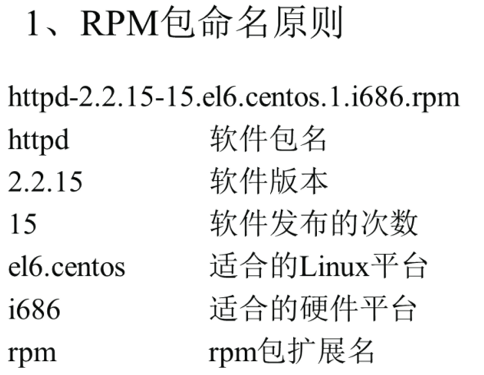 1、RPM包命名原则
httpd-2.2.15-15.el6.centos.1.i686.rpm
httpd 软件包名
2.2.15 软件版本
15 软件发布的次数
el6.centos 适合的Linux平台
i686 适合的硬件平台
rpm rpm包扩展名